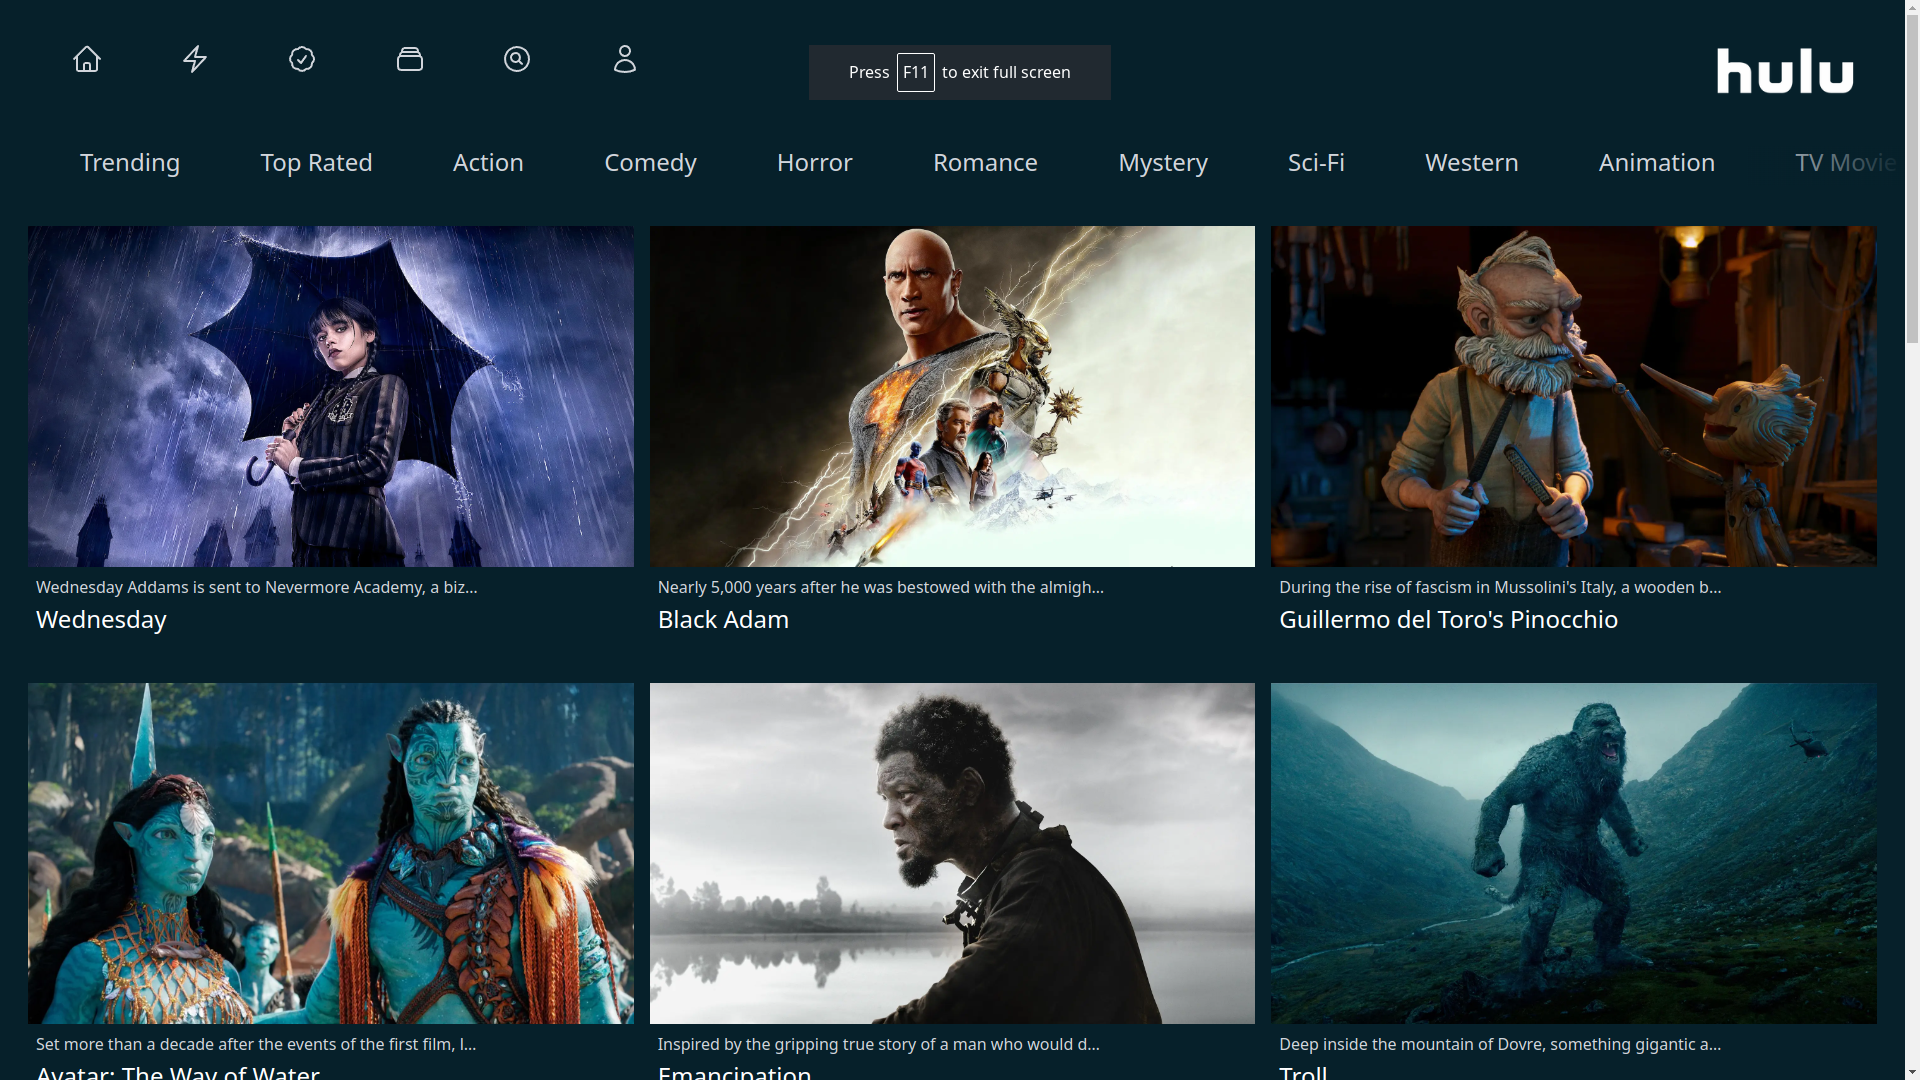 Press F11 to exit full screen
hulu
Trending Top Rated Action Comedy Horror Romance Mystery Sci-Fi Western Animation TV Movie
Wednesday Addams is sent to Nevermore Academy, a biz...
Wednesday
Nearly 5,000 years after he was bestowed with the almigh...
Black Adam
During the rise of fascism in Mussolini's Italy, a wooden b...
Guillermo del Toro's Pinocchio
Set more than a decade after the events of the first film, l...
Avatar: The Way of Water
Inspired by the gripping true story of a man who would d...
Emancipation
Deep inside the mountain of Dovre, something gigantic a...
Troll